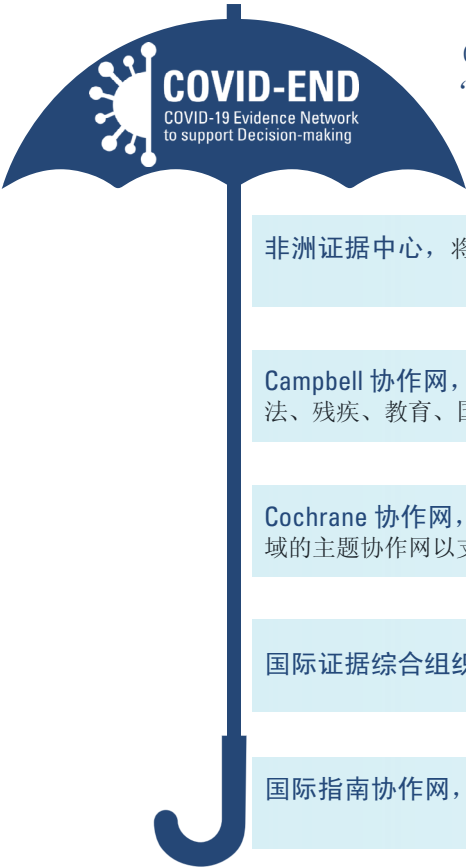 COVID-END
COVID-19 Evidence Network
to support Decision-making
非洲证据中心，将
Campbell 协作网，
法、残疾、教育、
Cochrane 协作网，
域的主题协作网以支
国际证据综合组织
国际指南协作网，